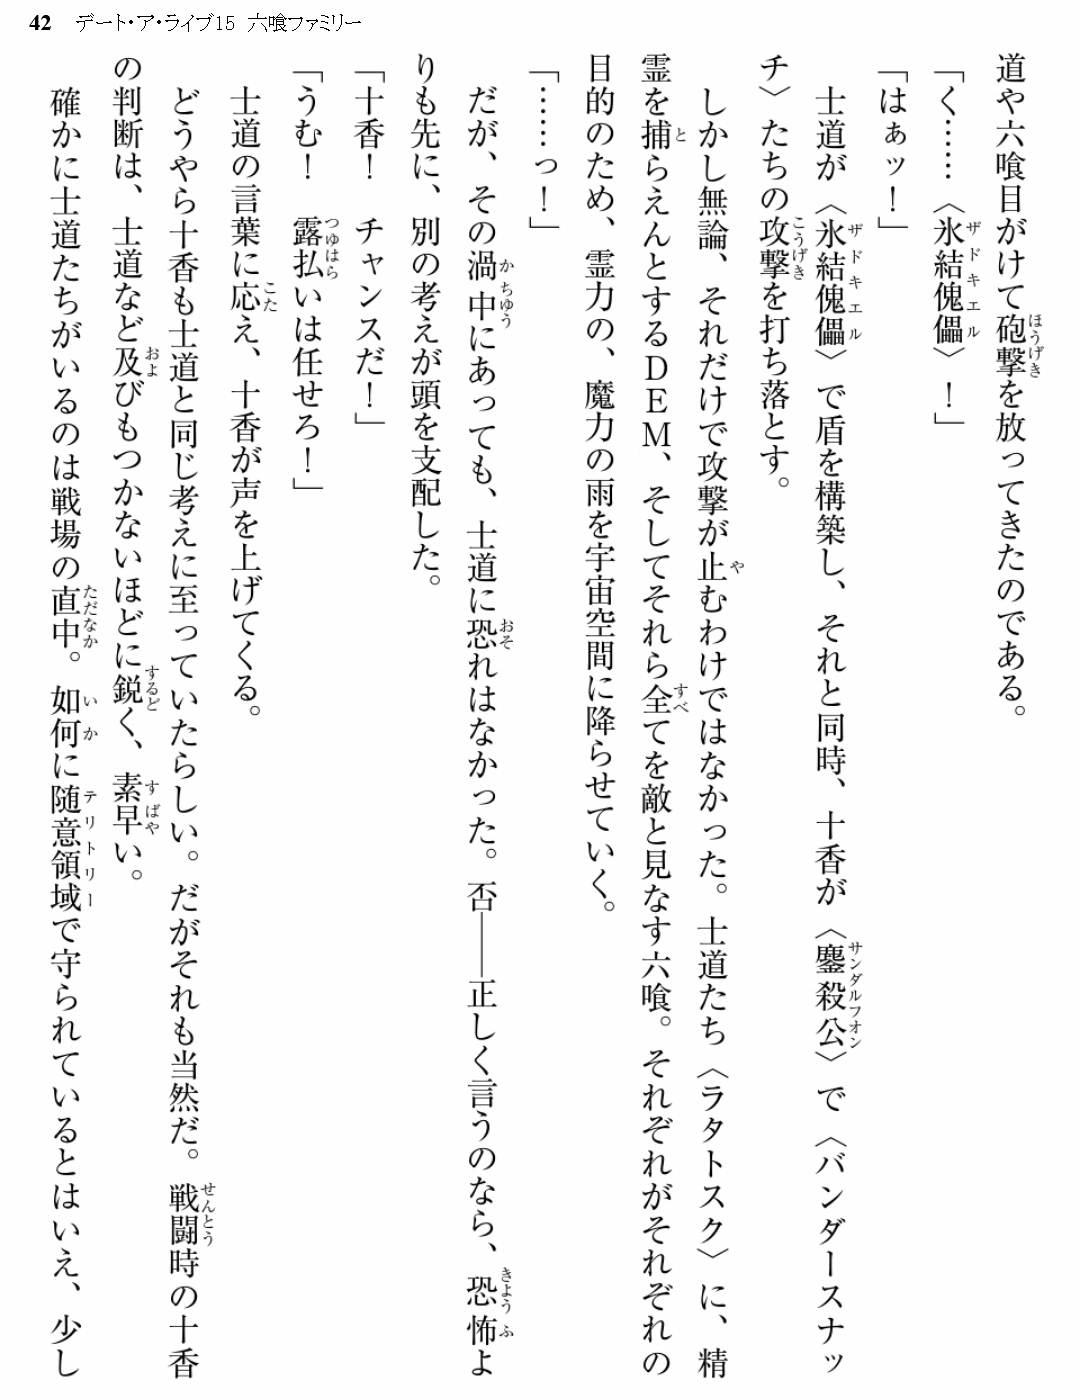 42 デート・ア・ライブ15 六喰ファミリー
道や六喰目がけて砲撃を放ってきたのである。
「く……〈氷結傀儡〉！」
「はぁッ！」
士道が〈氷結傀儡〉で盾を構築し、それと同時、十香が〈鏖殺公〉で〈バンダースナッ
チ〉たちの攻撃を打ち落とす。
しかし無論、それだけで攻撃が止むわけではなかった。士道たち〈ラタトスク〉に、精
霊を捕らえんとするDEM、そしてそれら全てを敵と見なす六喰。それぞれがそれぞれの
目的のため、霊力の、魔力の雨を宇宙空間に降らせていく。
「……っ！」
だが、その渦中にあっても、士道に恐れはなかった。否――正しく言うのなら、恐怖よ
りも先に、別の考えが頭を支配した。
「十香！　チャンスだ！」
「うむ！　露払いは任せろ！」
士道の言葉に応え、十香が声を上げてくる。
どうやら十香も士道と同じ考えに至っていたらしい。だがそれも当然だ。戦闘時の十香
の判断は、士道など及びもつかないほどに鋭く、素早い。
確かに士道たちがいるのは戦場の直中。如何に随意領域で守られているとはいえ、少し